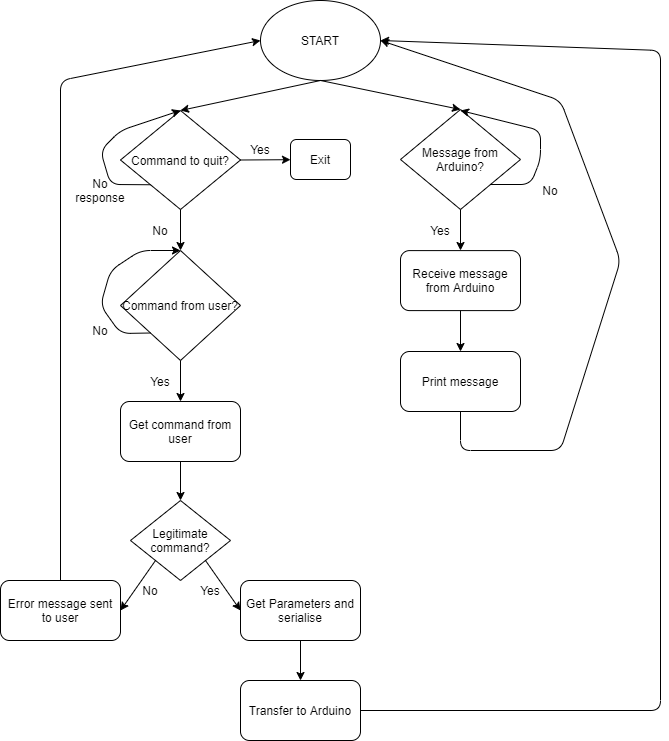 START
Command to quit?
Yes
Exit
No
response
No
Message from
Arduino?
No
Yes
Receive message
from Arduino
Command from user?
No
Yes
Print message
Get command from
user
Legitimate
command?
No
Yes
Error message sent
to user
Get Parameters and
serialise
Transfer to Arduino